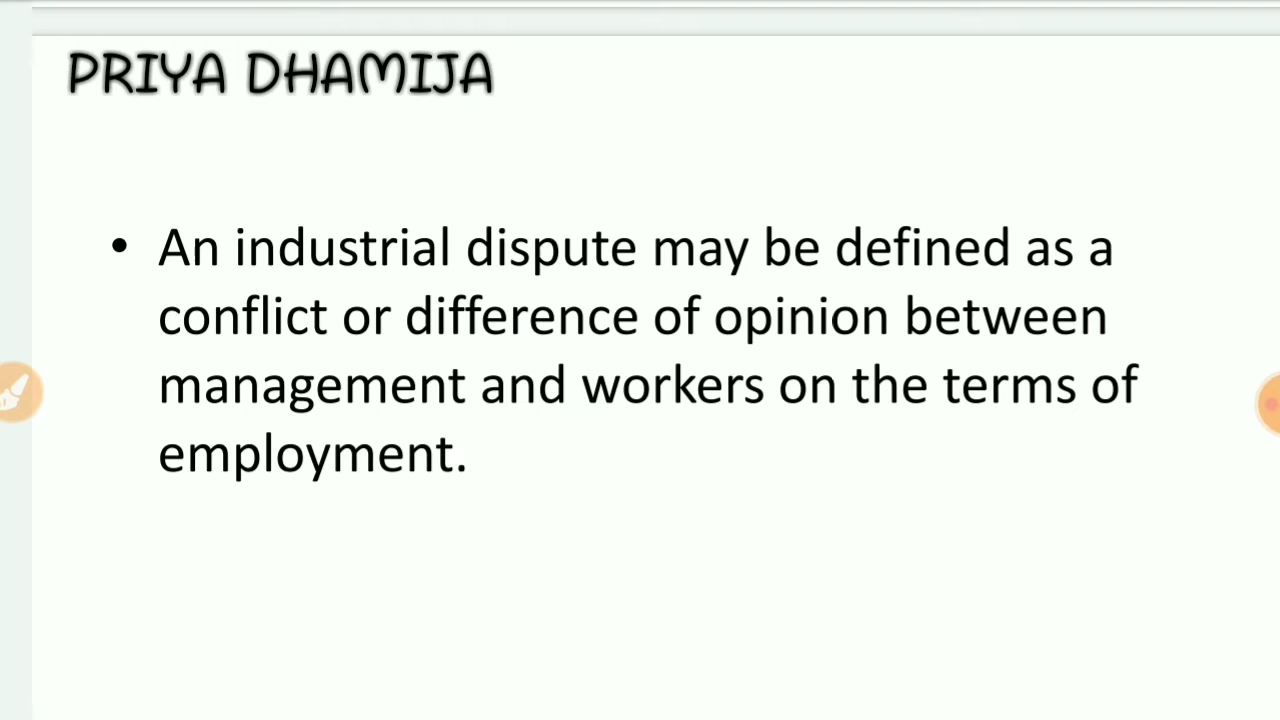 PRIYA DHAMIJA
• An industrial dispute may be defined as a
conflict or difference of opinion between
management and workers on the terms of
employment.